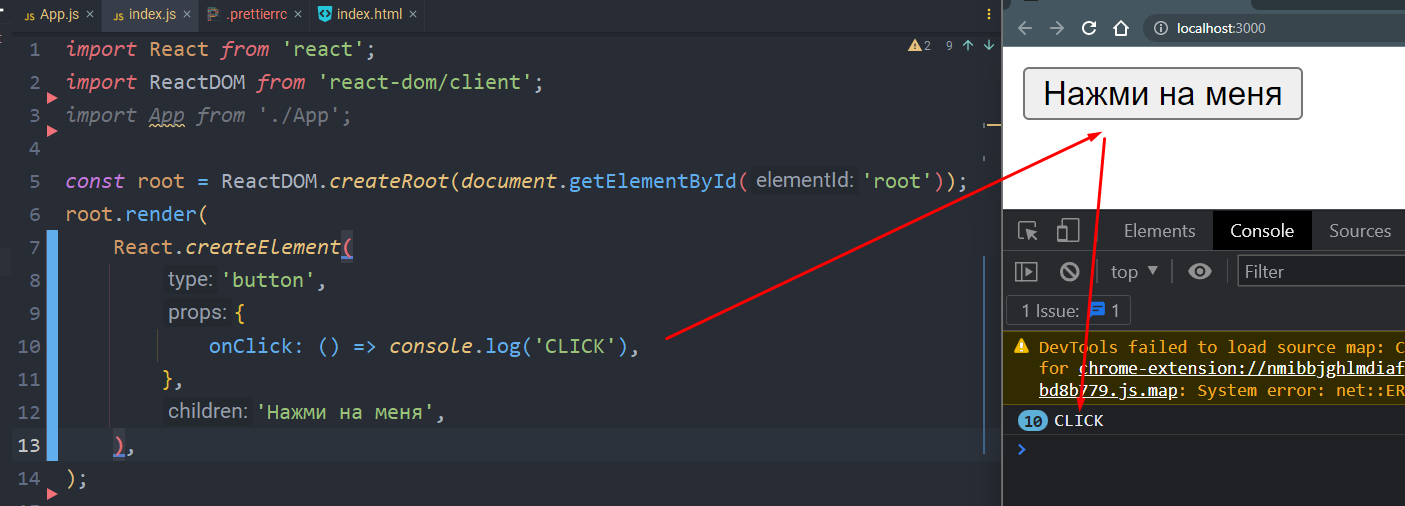 App.js index.js .prettierrc index.html
1 import React from 'react';
2 import ReactDOM from 'react-dom/client';
3 import App from './App';
4
5 const root = ReactDOM.createRoot(document.getElementById( elementId: 'root'));
6 root.render(
7 React.createElement(
8 type: 'button',
9 props: {
10 onClick: () => console.log('CLICK'),
11 },
12 children: 'Нажми на меня',
13 ),
14 );
2 9
localhost:3000
Нажми на меня
Elements Console Sources
top Filter
1 Issue: 1
DevTools failed to load source map: C
for chrome-extension://nmibbjghlmdiaf
bd8b779.js.map: System error: net::ER
10 CLICK